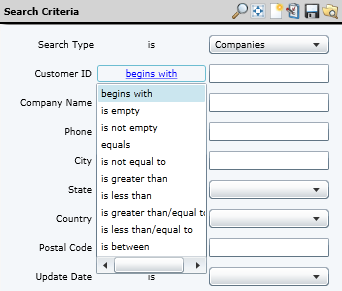 Search Criteria
Search Type is Companies
Customer ID begins with
begins with
Company Name is empty
is not empty
Phone equals
City is not equal to
is greater than
State is less than
Country is greater than/equal to
is less than/equal to
Postal Code is between
Update Date is